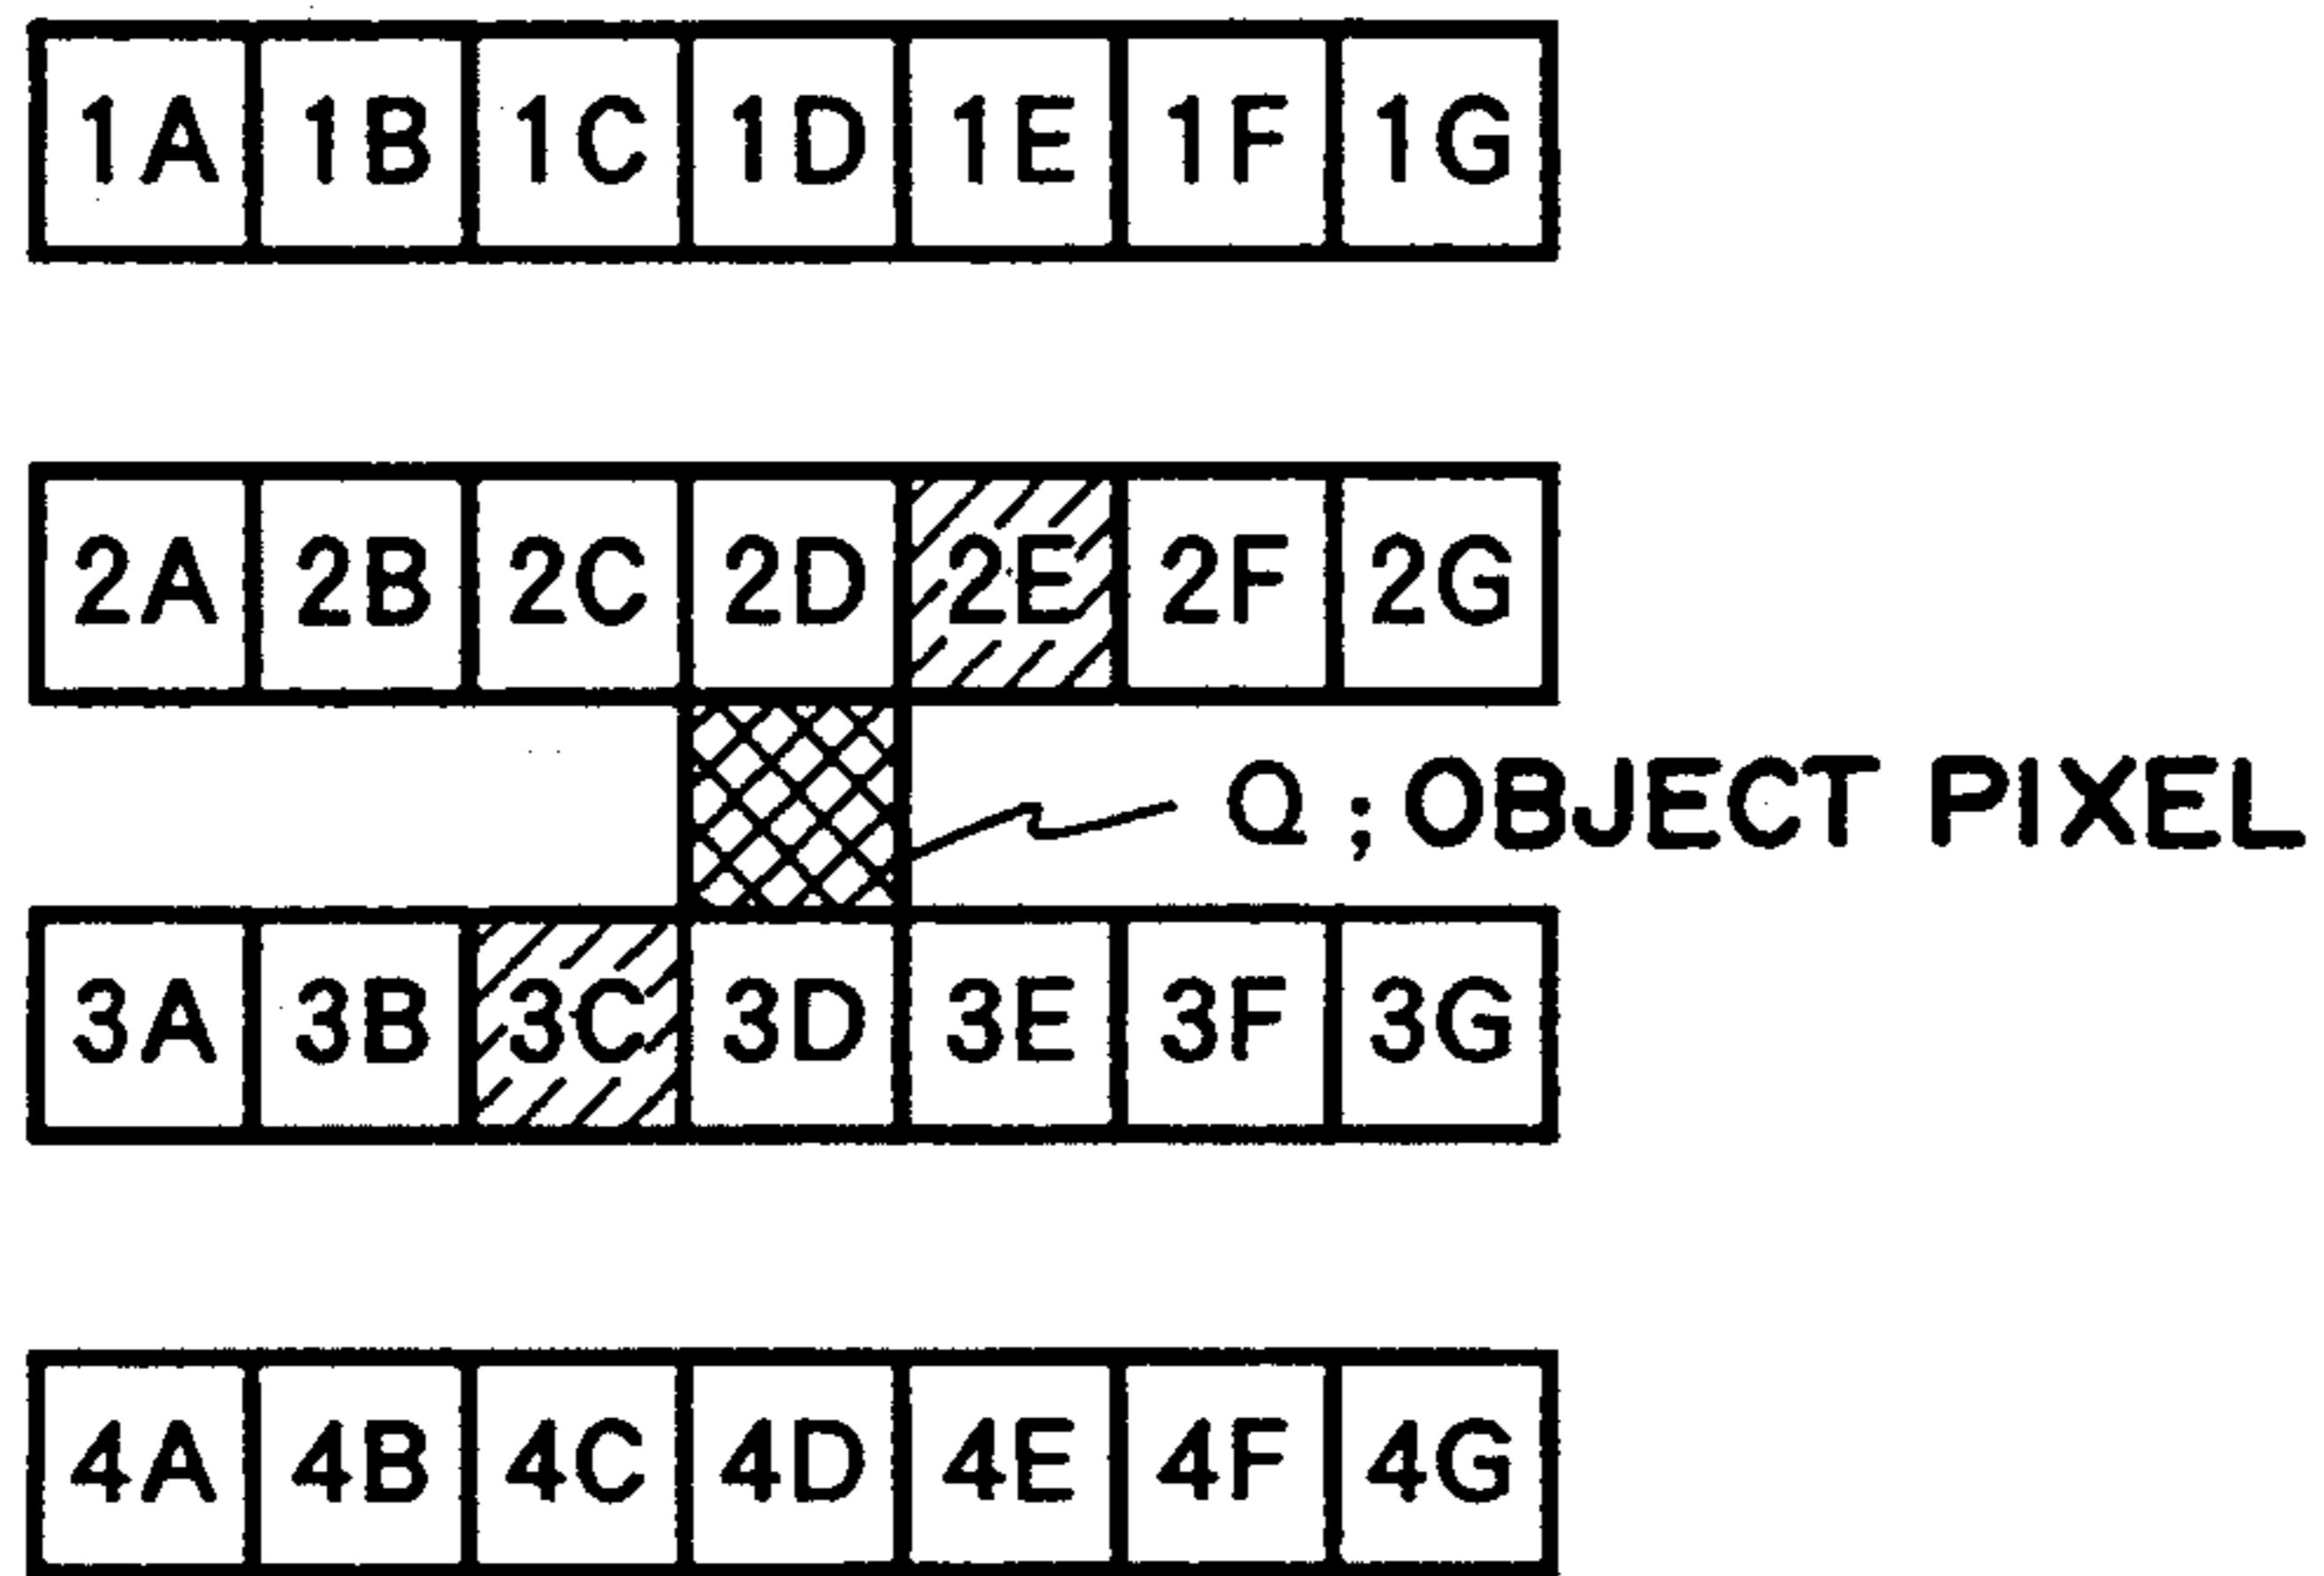 1A 1B 1C 1D 1E 1F 1G
2A 2B 2C 2D 2E 2F 2G
Q ; OBJECT PIXEL
3A 3B 3C 3D 3E 3F 3G
4A 4B 4C 4D 4E 4F 4G